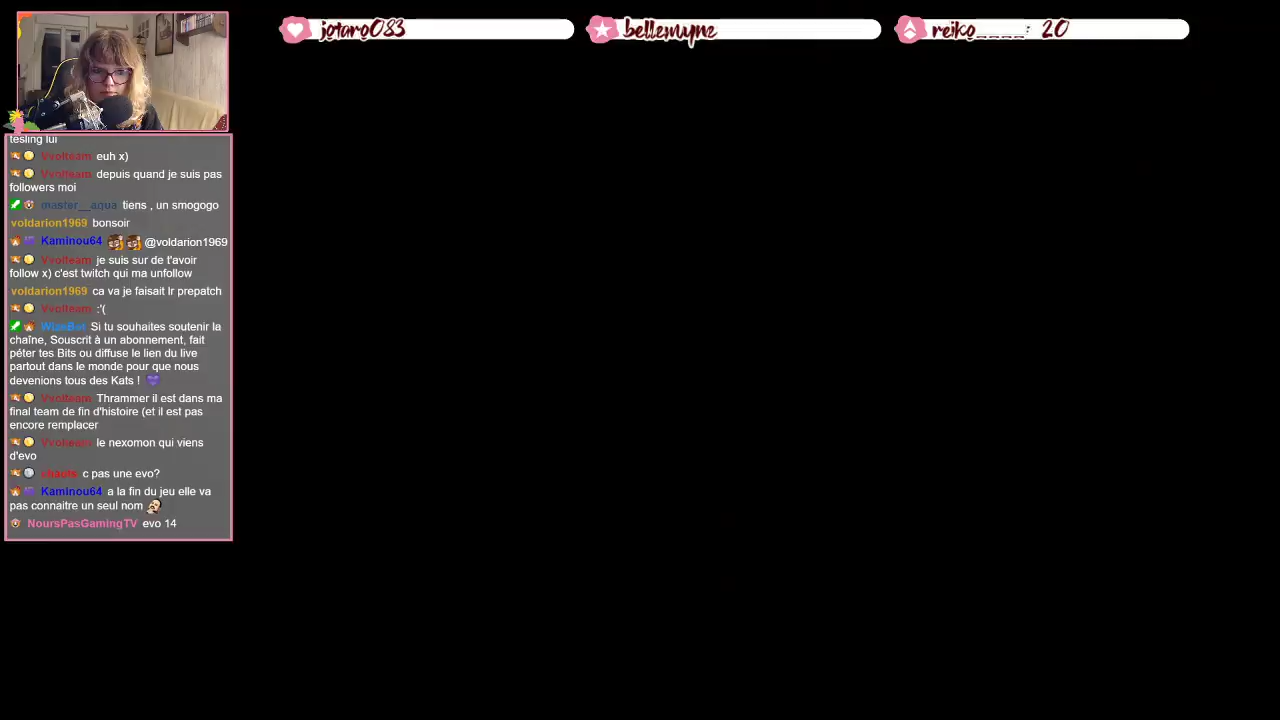 jotaro083
bellemyne
reiko____: 20
tesling lui
Vvolteam euh x)
Vvolteam depuis quand je suis pas
followers moi
master__aqua tiens , un smogogo
voldarion1969 bonsoir
Kaminou64 @voldarion1969
Vvolteam je suis sur de t'avoir
follow x) c'est twitch qui ma unfollow
voldarion1969 ca va je faisait lr prepatch
Vvolteam :'(
WizeBot Si tu souhaites soutenir la
chaîne, Souscrit à un abonnement, fait
péter tes Bits ou diffuse le lien du live
partout dans le monde pour que nous
devenions tous des Kats !
Vvolteam Thrammer il est dans ma
final team de fin d'histoire (et il est pas
encore remplacer
Vvolteam le nexomon qui viens
d'evo
c pas une evo?
Kaminou64 a la fin du jeu elle va
pas connaitre un seul nom
NoursPasGamingTV evo 14